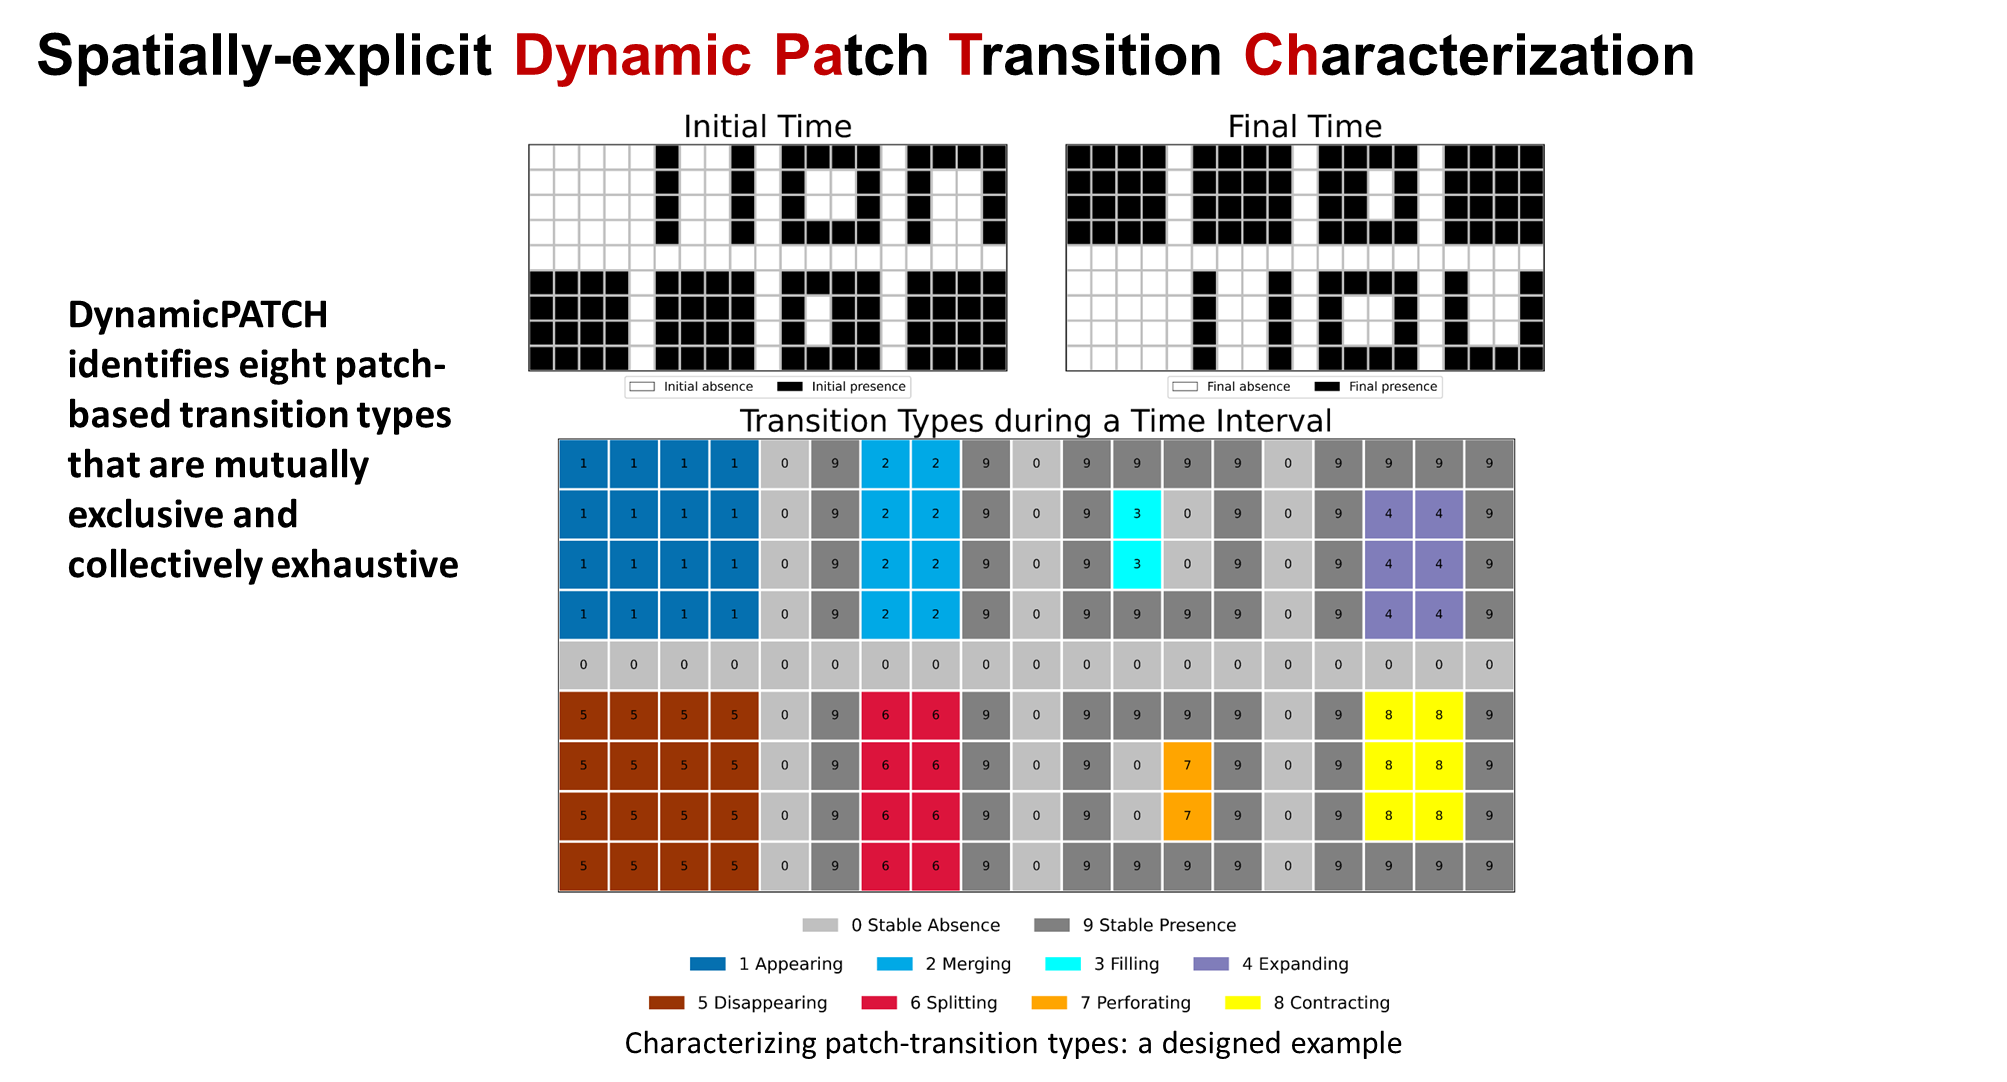 Spatially-explicit Dynamic Patch Transition Characterization
Initial Time
Final Time
Initial absence Initial presence
Final absence Final presence
DynamicPATCH
identifies eight patch-
based transition types
that are mutually
exclusive and
collectively exhaustive
Transition Types during a Time Interval
1 1 1 1 0 9 2 2 9 0 9 9 9 9 0 9 9 9 9
1 1 1 1 0 9 2 2 9 0 9 3 0 9 0 9 4 4 9
1 1 1 1 0 9 2 2 9 0 9 3 0 9 0 9 4 4 9
1 1 1 1 0 9 2 2 9 0 9 9 9 9 0 9 4 4 9
0 0 0 0 0 0 0 0 0 0 0 0 0 0 0 0 0 0 0
5 5 5 5 0 9 6 6 9 0 9 9 9 9 0 9 8 8 9
5 5 5 5 0 9 6 6 9 0 9 0 7 9 0 9 8 8 9
5 5 5 5 0 9 6 6 9 0 9 0 7 9 0 9 8 8 9
5 5 5 5 0 9 6 6 9 0 9 9 9 9 0 9 9 9 9
0 Stable Absence 9 Stable Presence
1 Appearing 2 Merging 3 Filling 4 Expanding
5 Disappearing 6 Splitting 7 Perforating 8 Contracting
Characterizing patch-transition types: a designed example